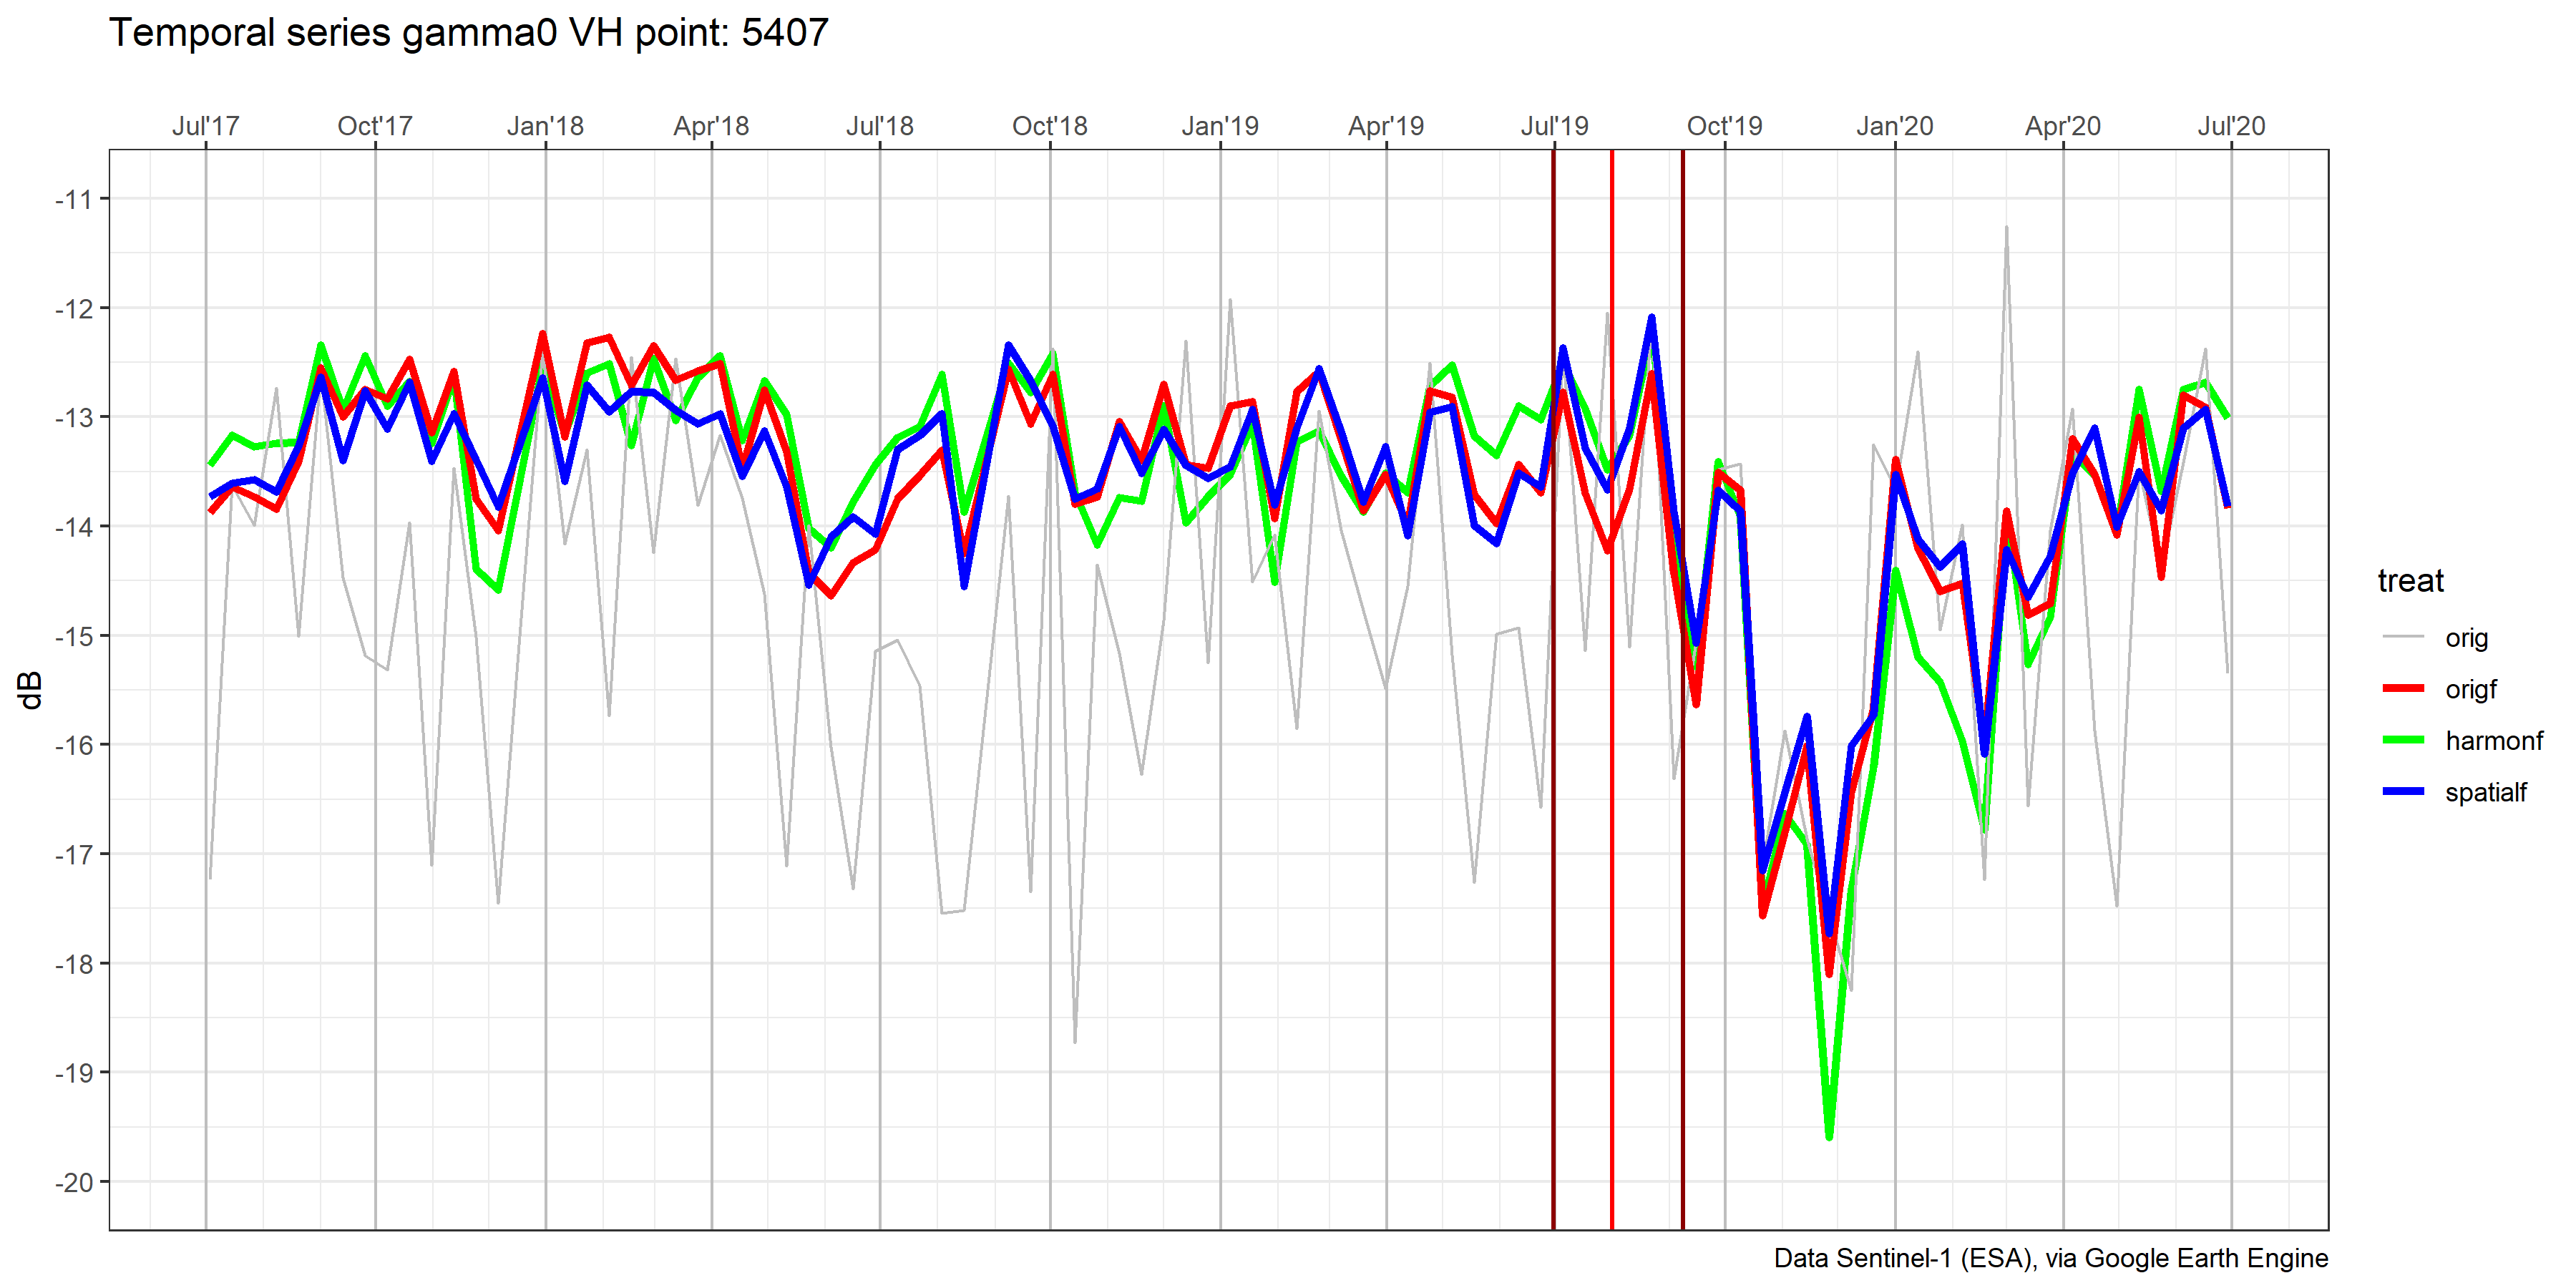 Temporal series gamma0 VH point: 5407
Jul'17 Oct'17 Jan'18 Apr'18 Jul'18 Oct'18 Jan'19 Apr'19 Jul'19 Oct'19 Jan'20 Apr'20 Jul'20
-11
-12
-13
-14
-15
-16
-17
-18
-19
-20
dB
treat
orig
origf
harmonf
spatialf
Data Sentinel-1 (ESA), via Google Earth Engine